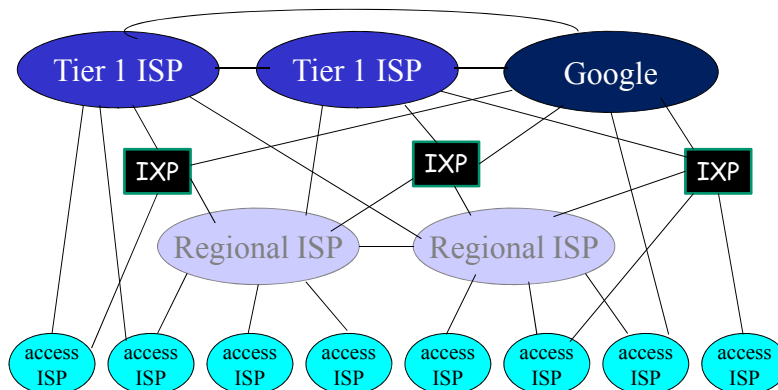 Tier 1 ISP
Tier 1 ISP
Google
IXP
IXP
IXP
Regional ISP
Regional ISP
access
ISP
access
ISP
access
ISP
access
ISP
access
ISP
access
ISP
access
ISP
access
ISP